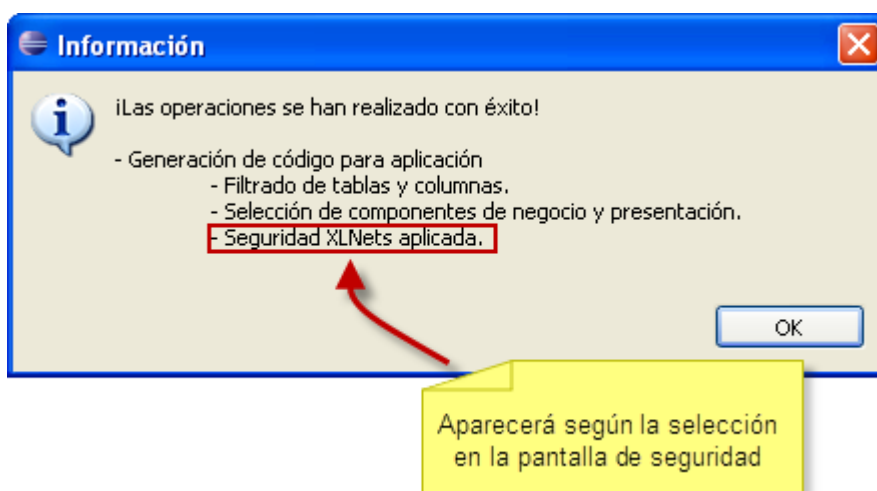 Información
¡Las operaciones se han realizado con éxito!
- Generación de código para aplicación
- Filtrado de tablas y columnas.
- Selección de componentes de negocio y presentación.
- Seguridad XLNets aplicada.
OK
Aparecerá según la selección
en la pantalla de seguridad